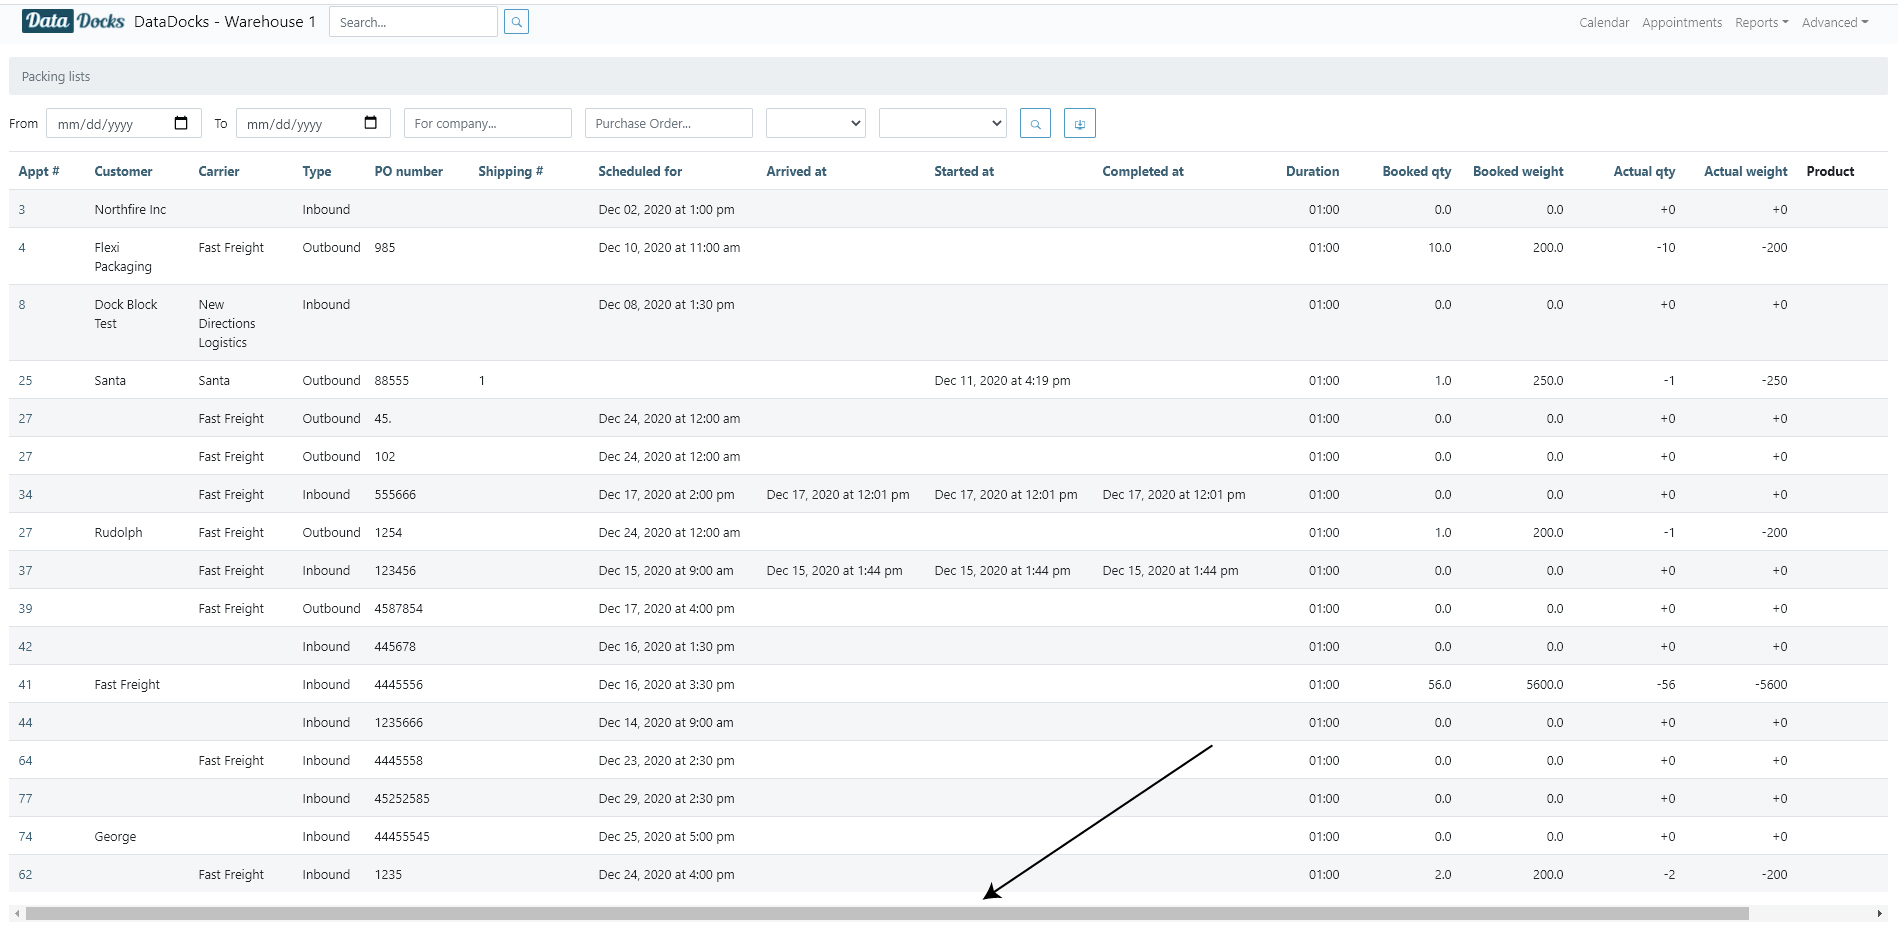 Data Docks DataDocks - Warehouse 1 Search... Calendar Appointments Reports Advanced
Packing lists
From mm/dd/yyyy To mm/dd/yyyy For company... Purchase Order...
Appt # Customer Carrier Type PO number Shipping # Scheduled for Arrived at Started at Completed at Duration Booked qty Booked weight Actual qty Actual weight Product
3 Northfire Inc Inbound Dec 02, 2020 at 1:00 pm 01:00 0.0 0.0 +0 +0
4 Flexi Fast Freight Outbound 985 Dec 10, 2020 at 11:00 am 01:00 10.0 200.0 -10 -200
Packaging
8 Dock Block New Inbound Dec 08, 2020 at 1:30 pm 01:00 0.0 0.0 +0 +0
Test Directions
Logistics
25 Santa Santa Outbound 88555 1 Dec 11, 2020 at 4:19 pm 01:00 1.0 250.0 -1 -250
27 Fast Freight Outbound 45. Dec 24, 2020 at 12:00 am 01:00 0.0 0.0 +0 +0
27 Fast Freight Outbound 102 Dec 24, 2020 at 12:00 am 01:00 0.0 0.0 +0 +0
34 Fast Freight Inbound 555666 Dec 17, 2020 at 2:00 pm Dec 17, 2020 at 12:01 pm Dec 17, 2020 at 12:01 pm Dec 17, 2020 at 12:01 pm 01:00 0.0 0.0 +0 +0
27 Rudolph Fast Freight Outbound 1254 Dec 24, 2020 at 12:00 am 01:00 1.0 200.0 -1 -200
37 Fast Freight Inbound 123456 Dec 15, 2020 at 9:00 am Dec 15, 2020 at 1:44 pm Dec 15, 2020 at 1:44 pm Dec 15, 2020 at 1:44 pm 01:00 0.0 0.0 +0 +0
39 Fast Freight Outbound 4587854 Dec 17, 2020 at 4:00 pm 01:00 0.0 0.0 +0 +0
42 Inbound 445678 Dec 16, 2020 at 1:30 pm 01:00 0.0 0.0 +0 +0
41 Fast Freight Inbound 4445556 Dec 16, 2020 at 3:30 pm 01:00 56.0 5600.0 -56 -5600
44 Inbound 1235666 Dec 14, 2020 at 9:00 am 01:00 0.0 0.0 +0 +0
64 Fast Freight Inbound 4445558 Dec 23, 2020 at 2:30 pm 01:00 0.0 0.0 +0 +0
77 Inbound 45252585 Dec 29, 2020 at 2:30 pm 01:00 0.0 0.0 +0 +0
74 George Inbound 44455545 Dec 25, 2020 at 5:00 pm 01:00 0.0 0.0 +0 +0
62 Fast Freight Inbound 1235 Dec 24, 2020 at 4:00 pm 01:00 2.0 200.0 -2 -200